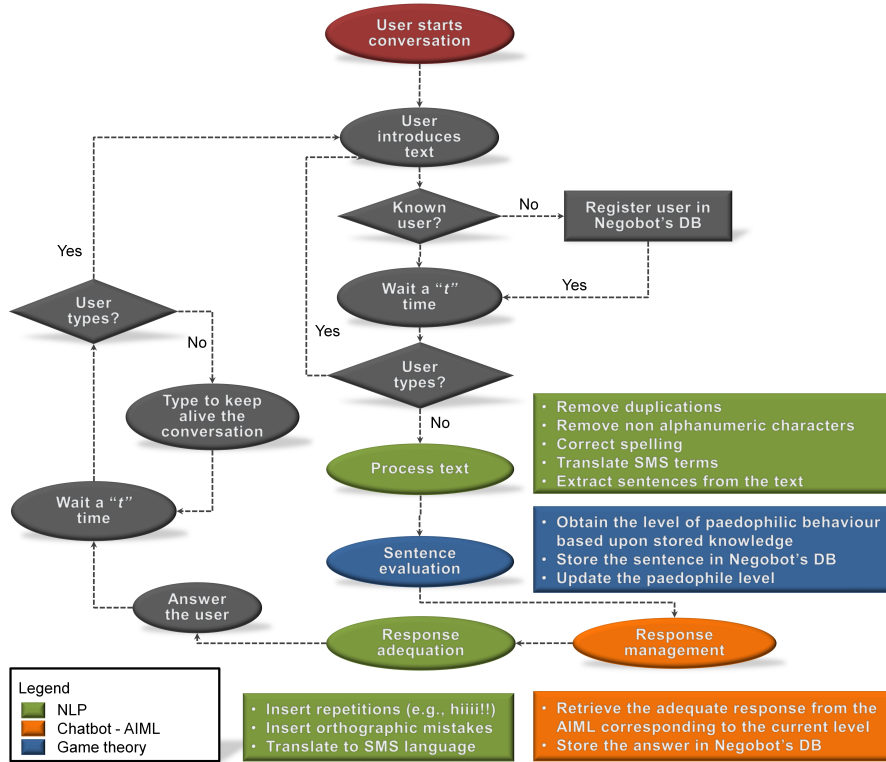 User starts
conversation
User
introduces
text
Known
user?
No
Register user in
Negobot's DB
Yes
Wait a “t”
time
Yes
User
types?
Yes
User
types?
No
No
Type to keep
alive the
conversation
Wait a “t”
time
Process text
• Remove duplications
• Remove non alphanumeric characters
• Correct spelling
• Translate SMS terms
• Extract sentences from the text
Sentence
evaluation
• Obtain the level of paedophilic behaviour
based upon stored knowledge
• Store the sentence in Negobot's DB
• Update the paedophile level
Answer
the user
Response
adequation
Response
management
Legend
NLP
Chatbot - AIML
Game theory
• Insert repetitions (e.g., hiiii!!)
• Insert orthographic mistakes
• Translate to SMS language
• Retrieve the adequate response from the
AIML corresponding to the current level
• Store the answer in Negobot's DB